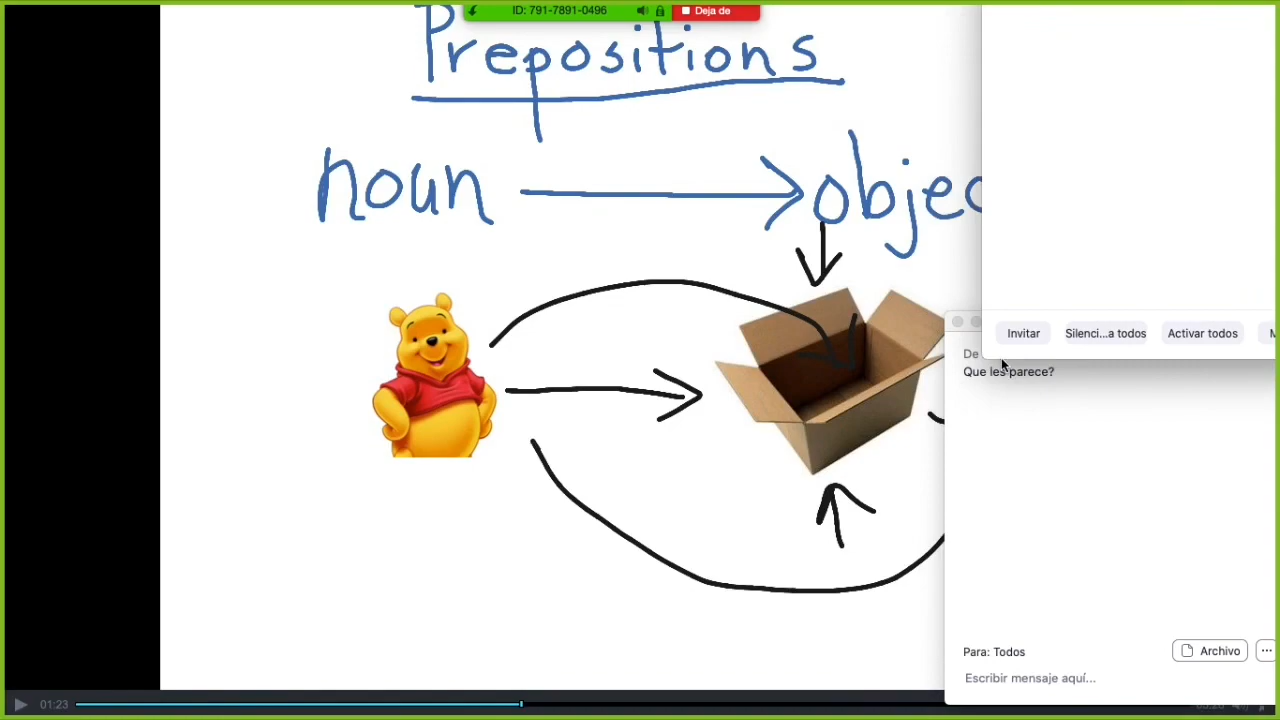 ID: 791-7891-0496
Deja de
Prepositions
noun
objec
Invitar
Silenci...a todos
Activar todos
De
Que les parece?
Para: Todos
Archivo
Escribir mensaje aquí...
01:23